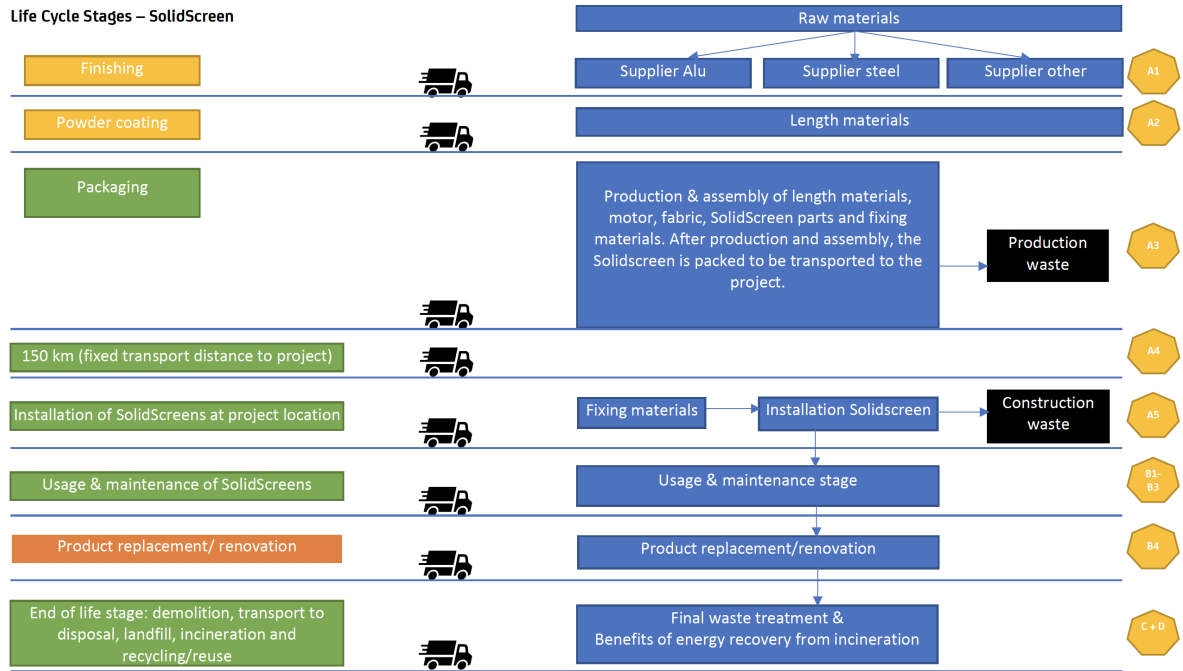 Life Cycle Stages – SolidScreen
Raw materials
Finishing
Supplier Alu
Supplier steel
Supplier other
A1
Powder coating
Length materials
A2
Packaging
Production & assembly of length materials,
motor, fabric, SolidScreen parts and fixing
materials. After production and assembly, the
Solidscreen is packed to be transported to the
project.
Production
waste
A3
150 km (fixed transport distance to project)
A4
Installation of SolidScreens at project location
Fixing materials
Installation Solidscreen
Construction
waste
A5
Usage & maintenance of SolidScreens
Usage & maintenance stage
B1-
B3
Product replacement/ renovation
Product replacement/renovation
B4
End of life stage: demolition, transport to
disposal, landfill, incineration and
recycling/reuse
Final waste treatment &
Benefits of energy recovery from incineration
C + D